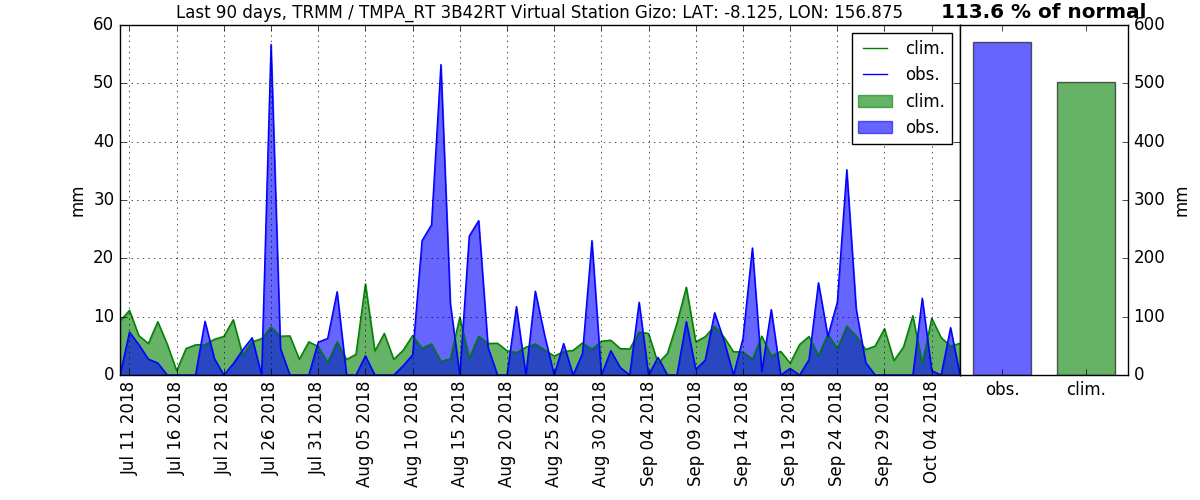 Last 90 days, TRMM / TMPA_RT 3B42RT Virtual Station Gizo: LAT: -8.125, LON: 156.875
113.6 % of normal
60
50
40
30
20
10
0
mm
clim.
obs.
clim.
obs.
600
500
400
300
200
100
0
mm
Jul 11 2018
Jul 16 2018
Jul 21 2018
Jul 26 2018
Jul 31 2018
Aug 05 2018
Aug 10 2018
Aug 15 2018
Aug 20 2018
Aug 25 2018
Aug 30 2018
Sep 04 2018
Sep 09 2018
Sep 14 2018
Sep 19 2018
Sep 24 2018
Sep 29 2018
Oct 04 2018
obs.
clim.